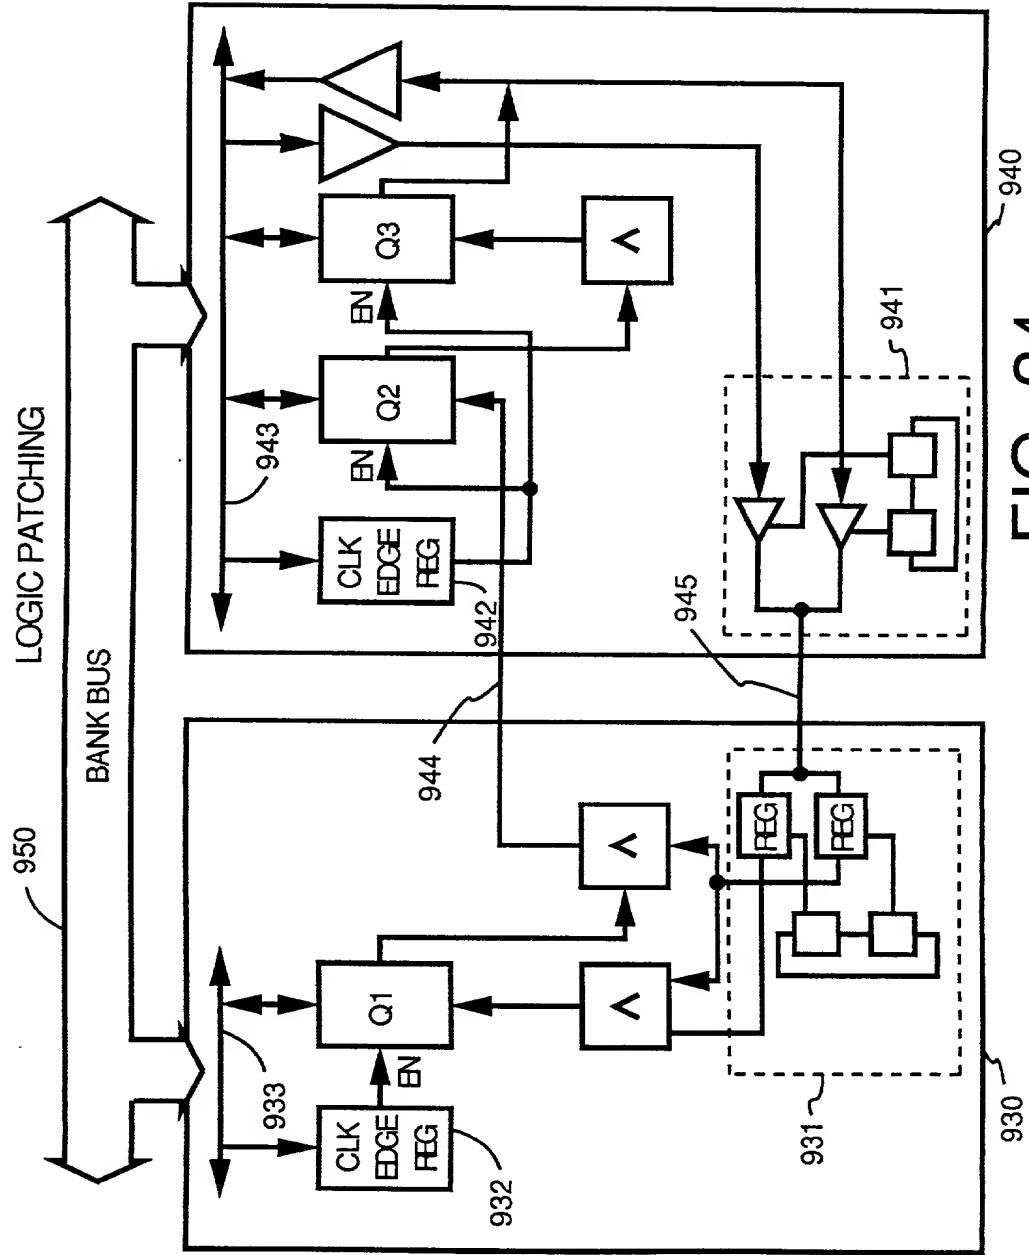 950
LOGIC PATCHING
BANK BUS
933
943
CLK
EDGE
REG
EN
Q1
CLK
EDGE
REG
EN
Q2
EN
Q3
932
944
942
931
REG
REG
945
941
930
940
FIG.